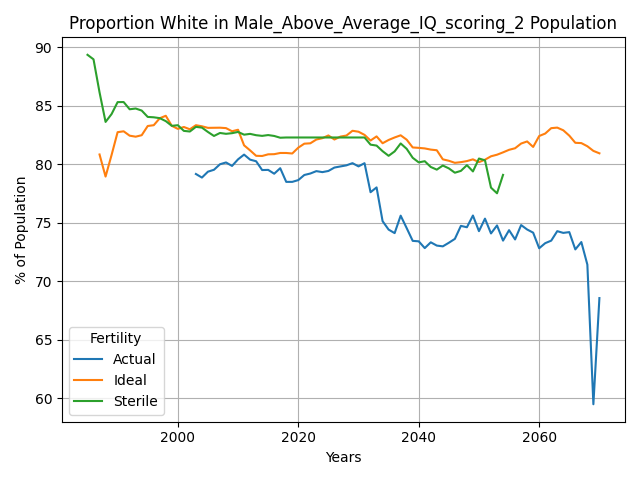 Proportion White in Male_Above_Average_IQ_scoring_2 Population
% of Population
90
85
80
75
70
65
60
Fertility
Actual
Ideal
Sterile
2000
2020
2040
2060
Years